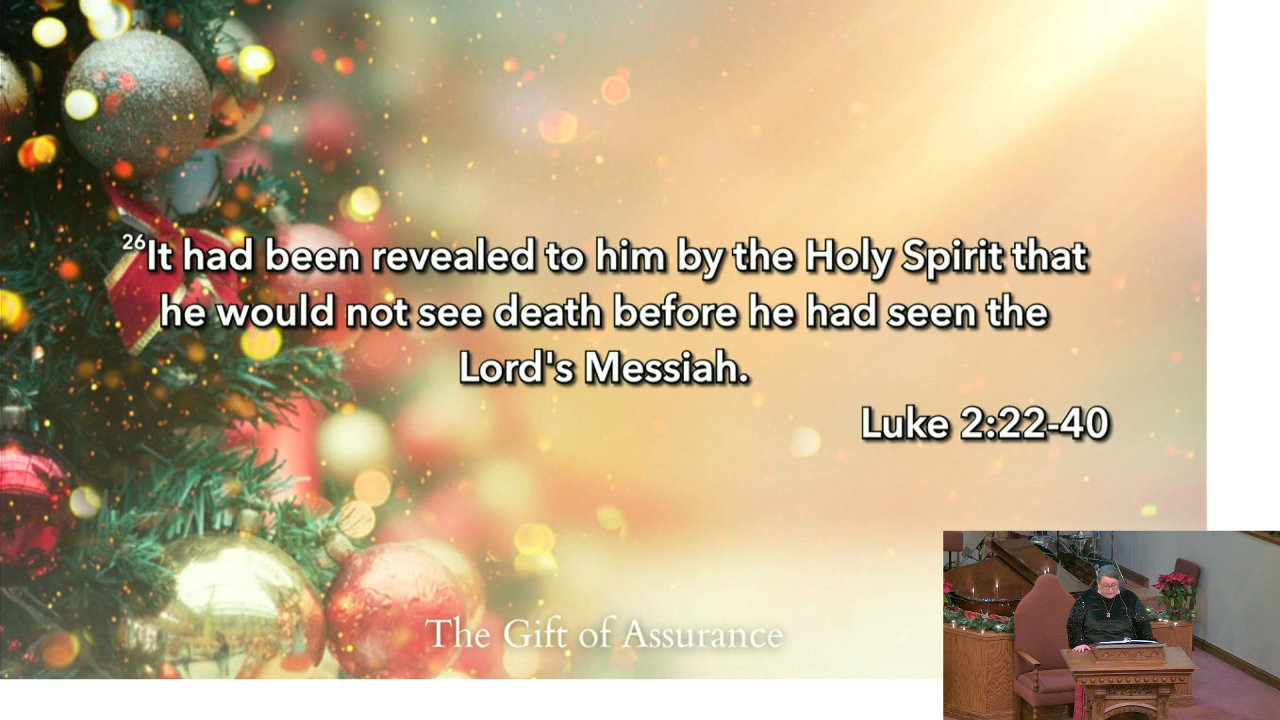 26It had been revealed to him by the Holy Spirit that
he would not see death before he had seen the
Lord's Messiah.
Luke 2:22-40
The Gift of Assurance